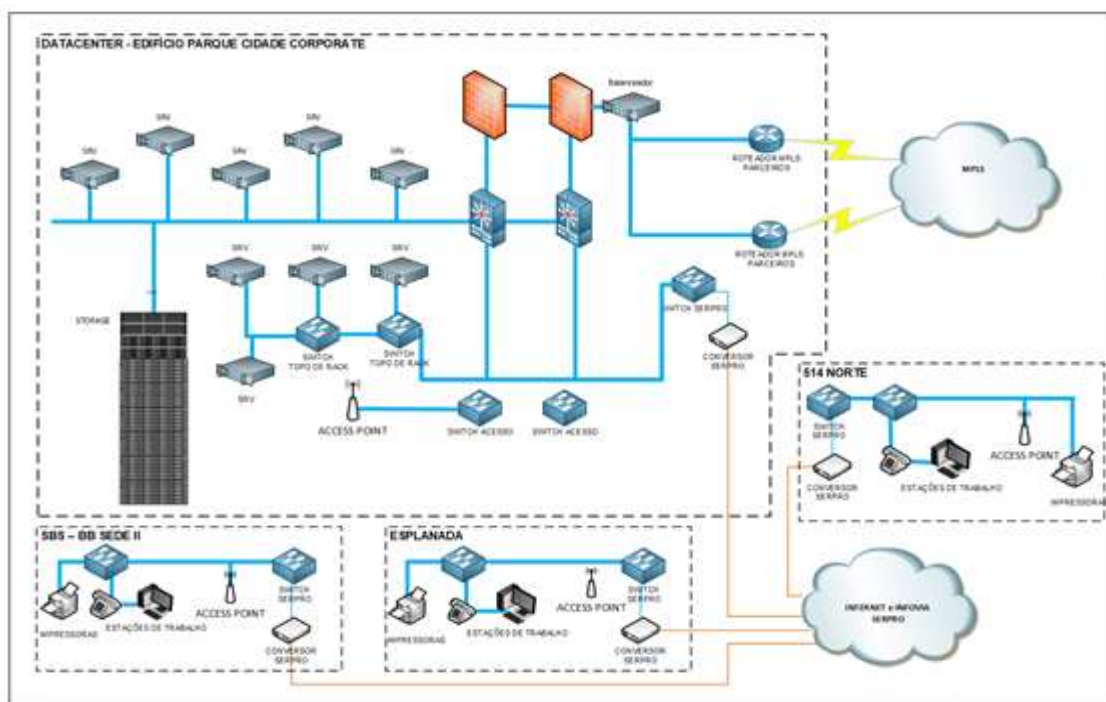 DATACENTER - EDIFÍCIO PARQUE CIDADE CORPORATE
Balanceador
SRV
SRV
SRV
SRV
SRV
ROTEADOR MPLS
PARCEIROS
MPLS
ROTEADOR MPLS
PARCEIROS
SRV
SRV
SRV
SWITCH SERPRO
STORAGE
SWITCH
TOPO DE RACK
SWITCH
TOPO DE RACK
CONVERSOR
SERPRO
SRV
ACCESS POINT
SWITCH ACESSO
SWITCH ACESSO
514 NORTE
SWITCH
SERPRO
ACCESS POINT
CONVERSOR
SERPRO
ESTAÇÕES DE TRABALHO
IMPRESSORAS
SBS – BB SEDE II
SWITCH
SERPRO
ACCESS POINT
IMPRESSORAS
ESTAÇÕES DE TRABALHO
CONVERSOR
SERPRO
ESPLANADA
SWITCH
SERPRO
ACCESS POINT
IMPRESSORAS
ESTAÇÕES DE TRABALHO
CONVERSOR
SERPRO
INTERNET e INFOVIA
SERPRO